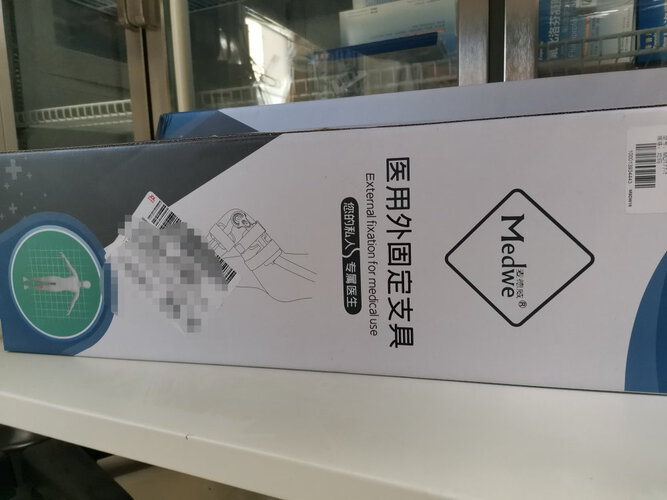 医用外固定支具
External fixation for medical use
您的私人 专属医生
Medwe
麦德威